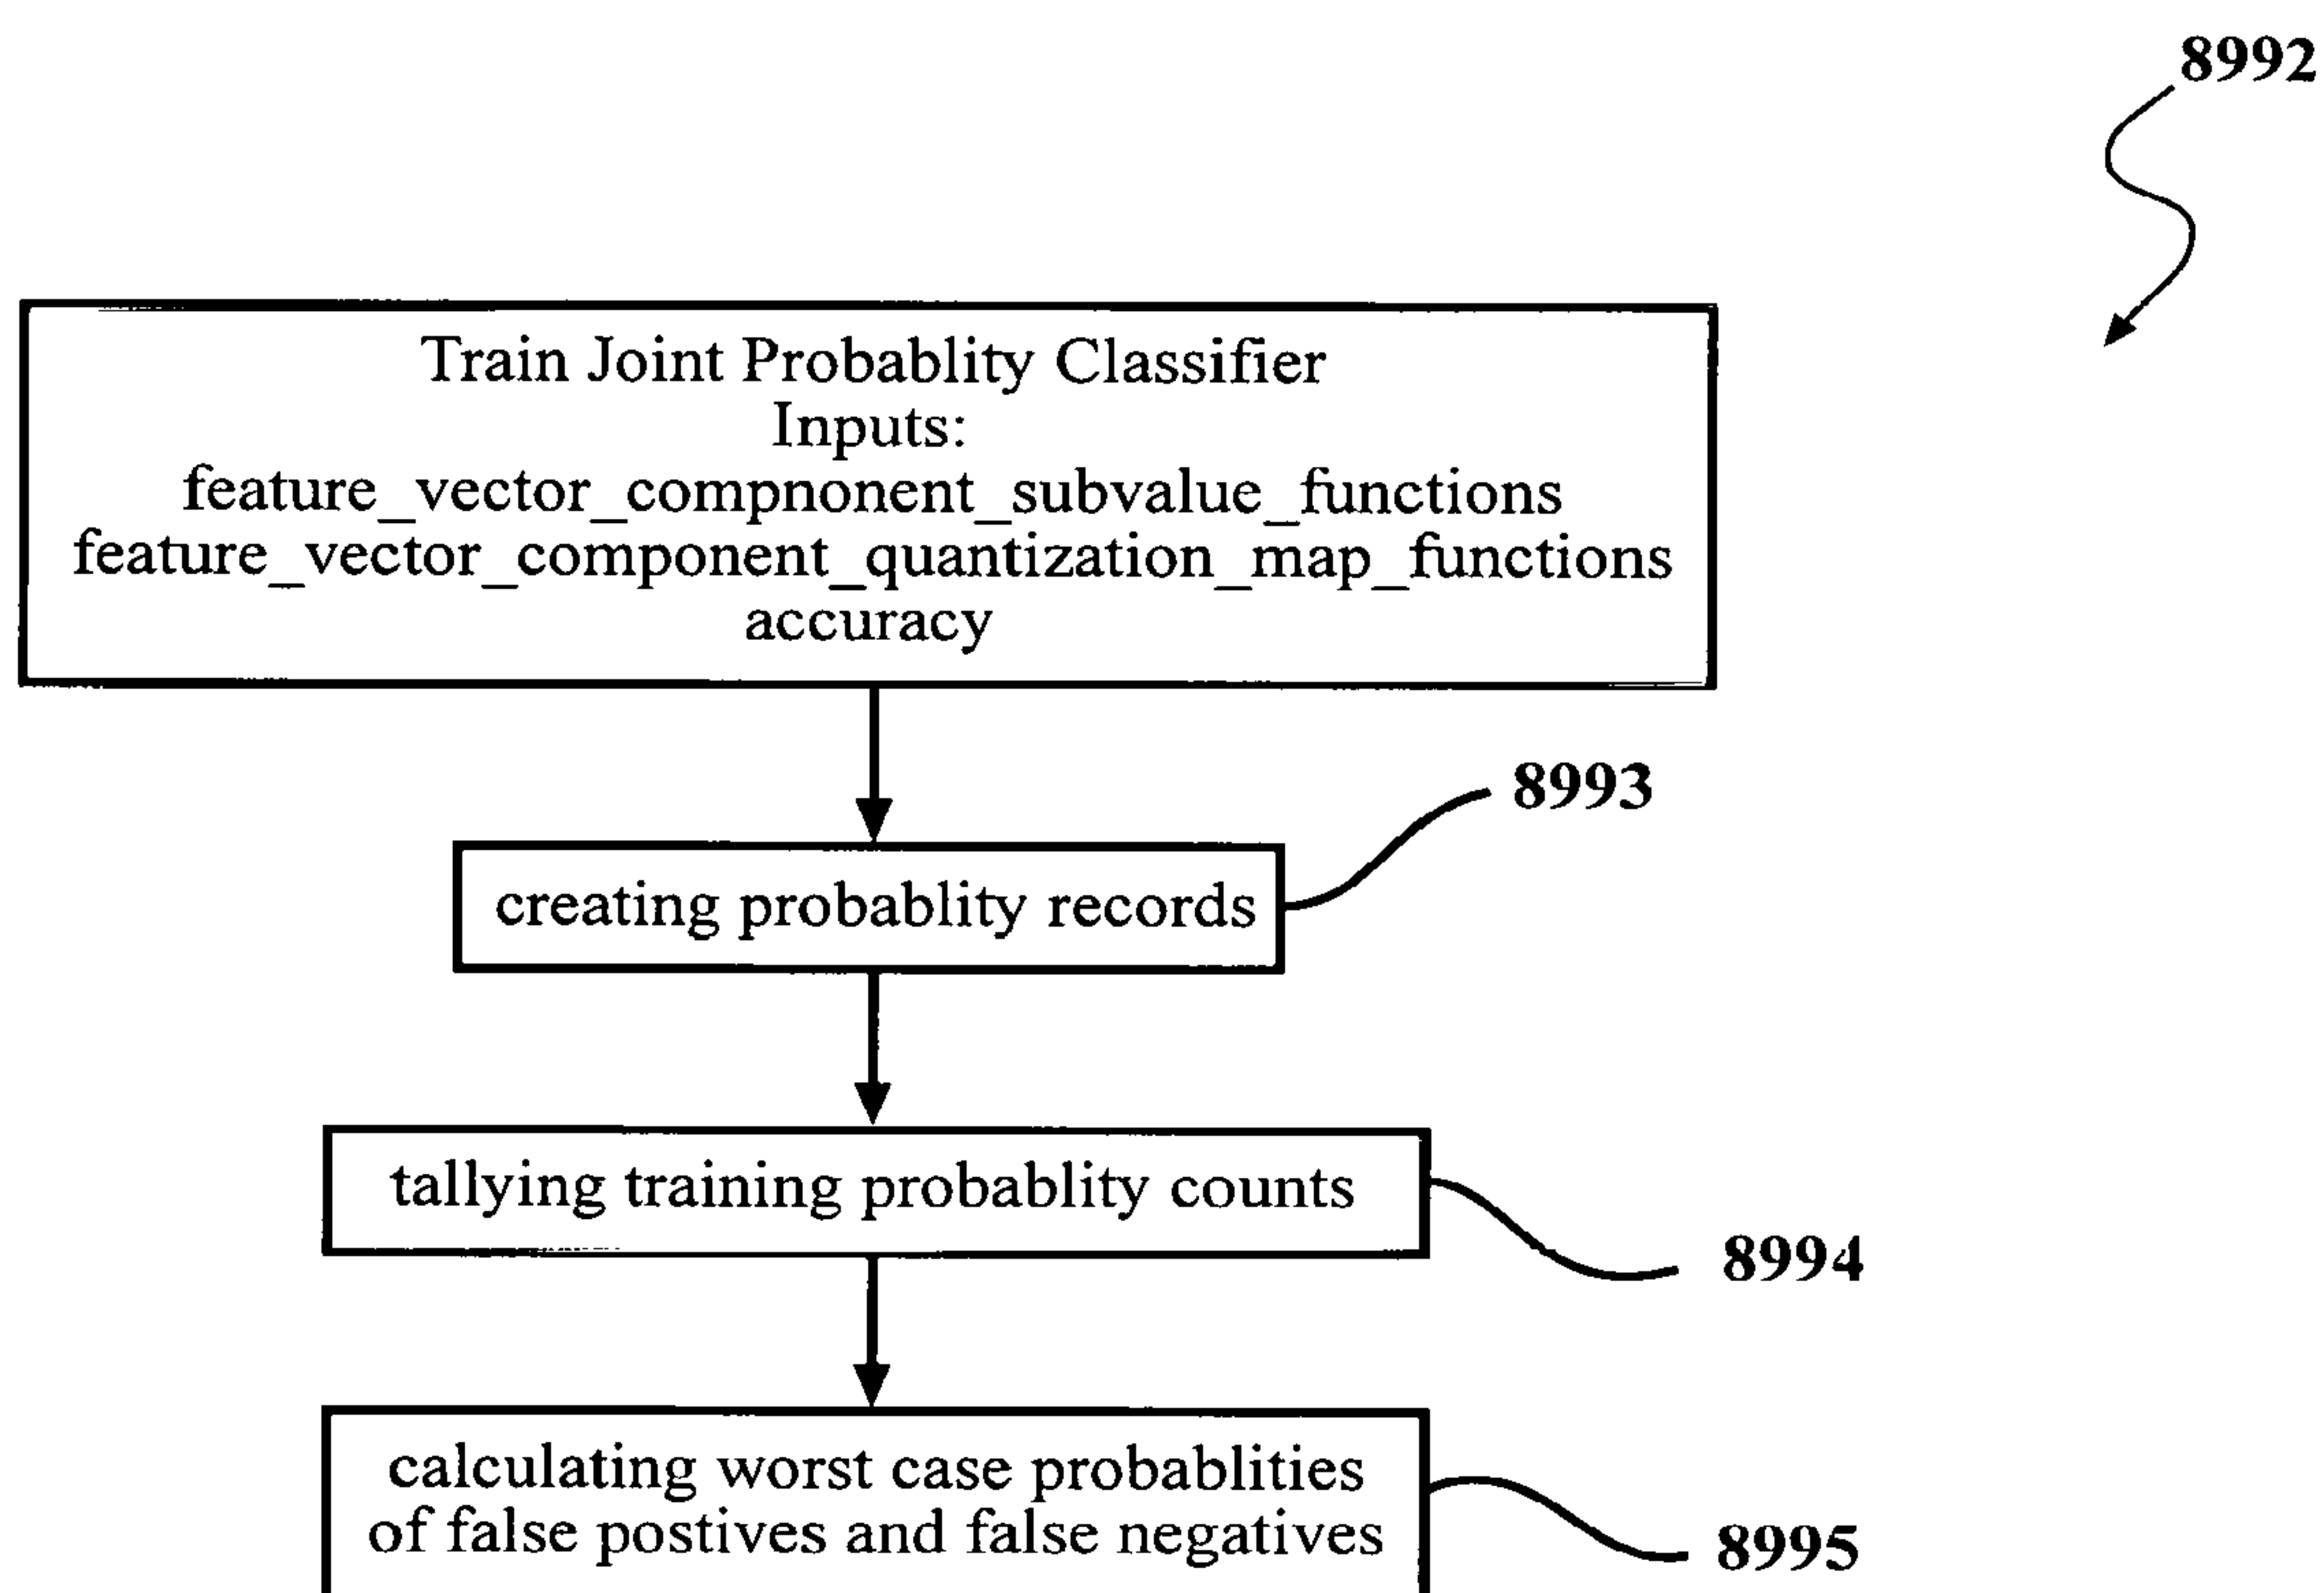 8992
Train Joint Probablity Classifier
Inputs:
feature_vector_compnonent_subvalue_functions
feature_vector_component_quantization_map_functions
accuracy
8993
creating probablity records
tallying training probablity counts
8994
calculating worst case probablities
of false postives and false negatives
8995